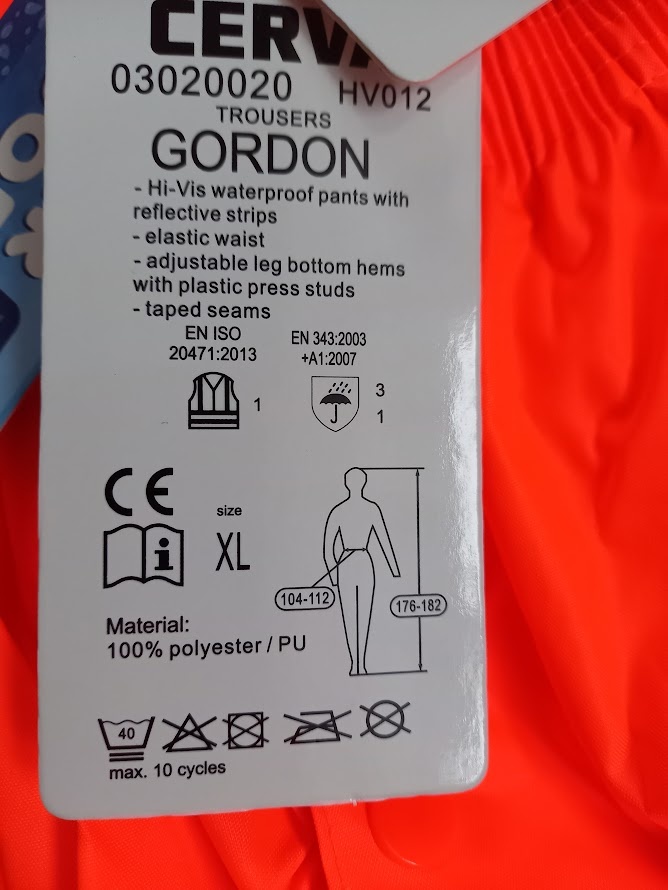 CERVA
03020020 HV012
TROUSERS
GORDON
- Hi-Vis waterproof pants with
reflective strips
- elastic waist
- adjustable leg bottom hems
with plastic press studs
- taped seams
EN ISO
20471:2013
EN 343:2003
+A1:2007
1
3
1
CE
size
XL
i
104-112
176-182
Material:
100% polyester / PU
40
max. 10 cycles